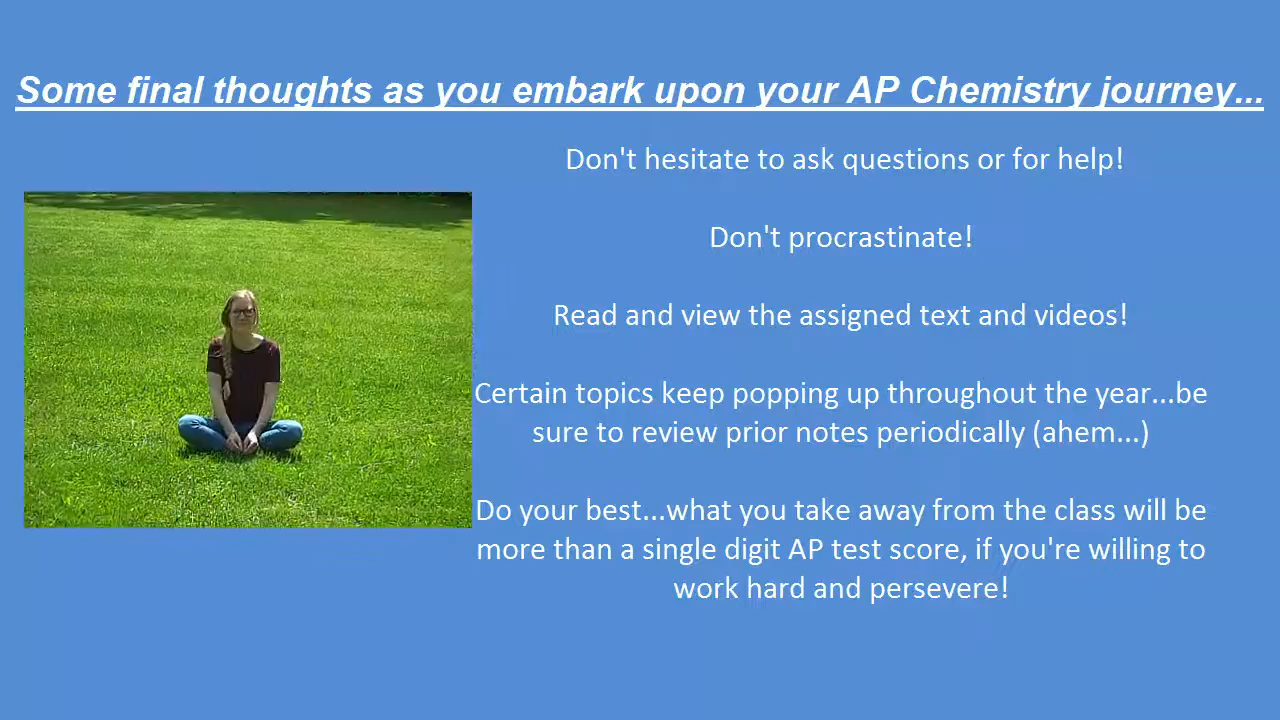 Some final thoughts as you embark upon your AP Chemistry journey...
Don't hesitate to ask questions or for help!
Don't procrastinate!
Read and view the assigned text and videos!
Certain topics keep popping up throughout the year...be
sure to review prior notes periodically (ahem...)
Do your best...what you take away from the class will be
more than a single digit AP test score, if you're willing to
work hard and persevere!